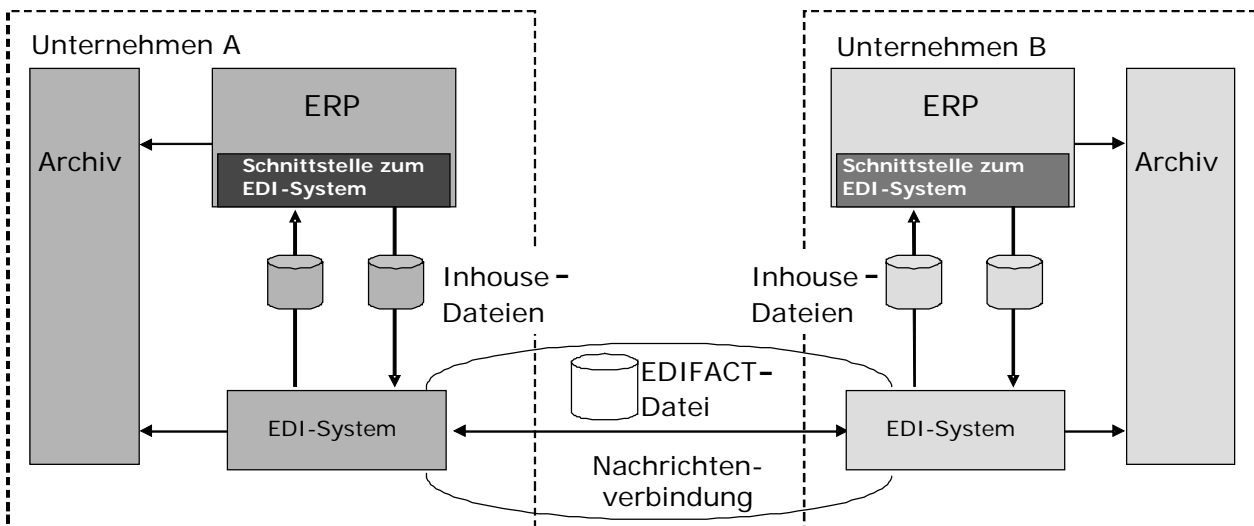 Unternehmen A
Archiv
ERP
Schnittstelle zum
EDI-System
Inhouse-
Dateien
EDI-System
Unternehmen B
ERP
Schnittstelle zum
EDI-System
Archiv
Inhouse-
Dateien
EDI-System
EDIFACT-
Datei
Nachrichten-
verbindung